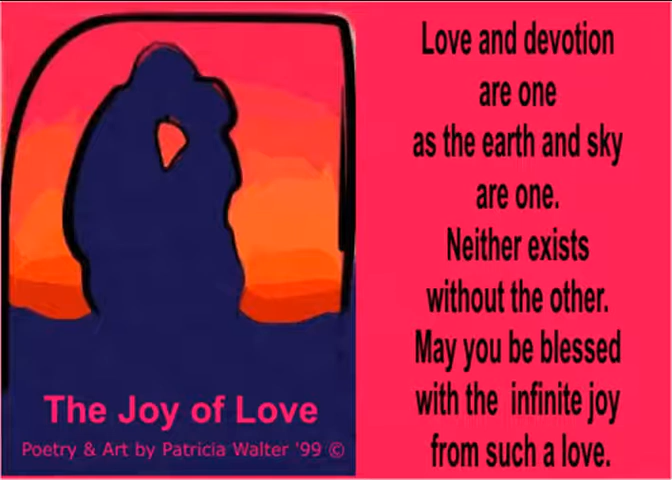 Love and devotion
are one
as the earth and sky
are one.
Neither exists
without the other.
May you be blessed
with the infinite joy
from such a love.
The Joy of Love
Poetry & Art by Patricia Walter '99 ©